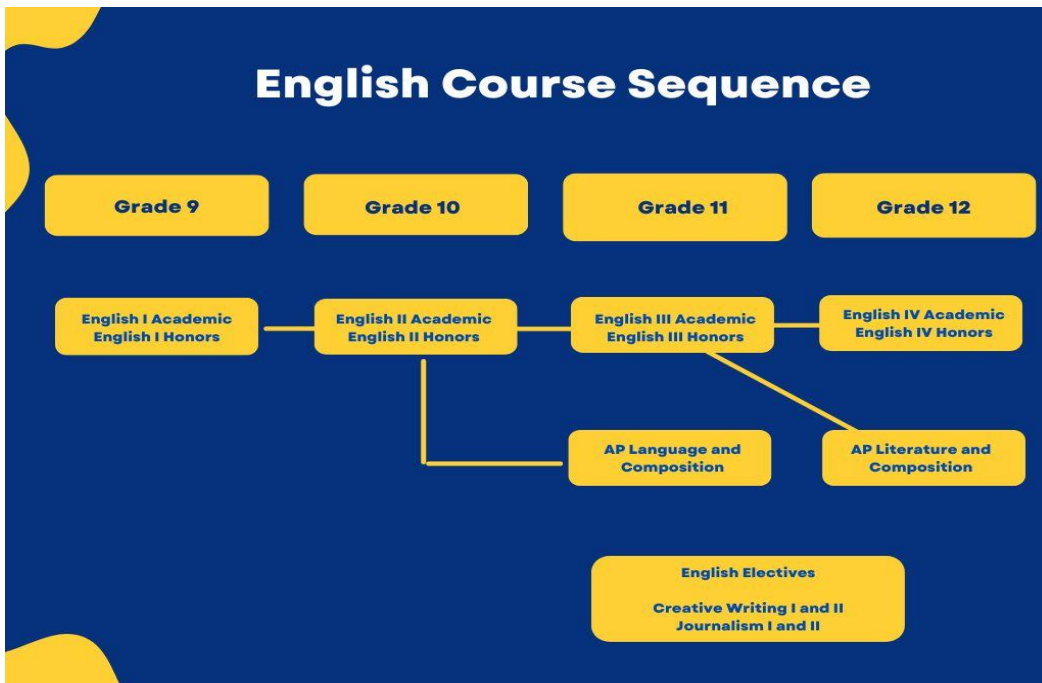 English Course Sequence
Grade 9
Grade 10
Grade 11
Grade 12
English I Academic
English I Honors
English II Academic
English II Honors
English III Academic
English III Honors
English IV Academic
English IV Honors
AP Language and
Composition
AP Literature and
Composition
English Electives
Creative Writing I and II
Journalism I and II